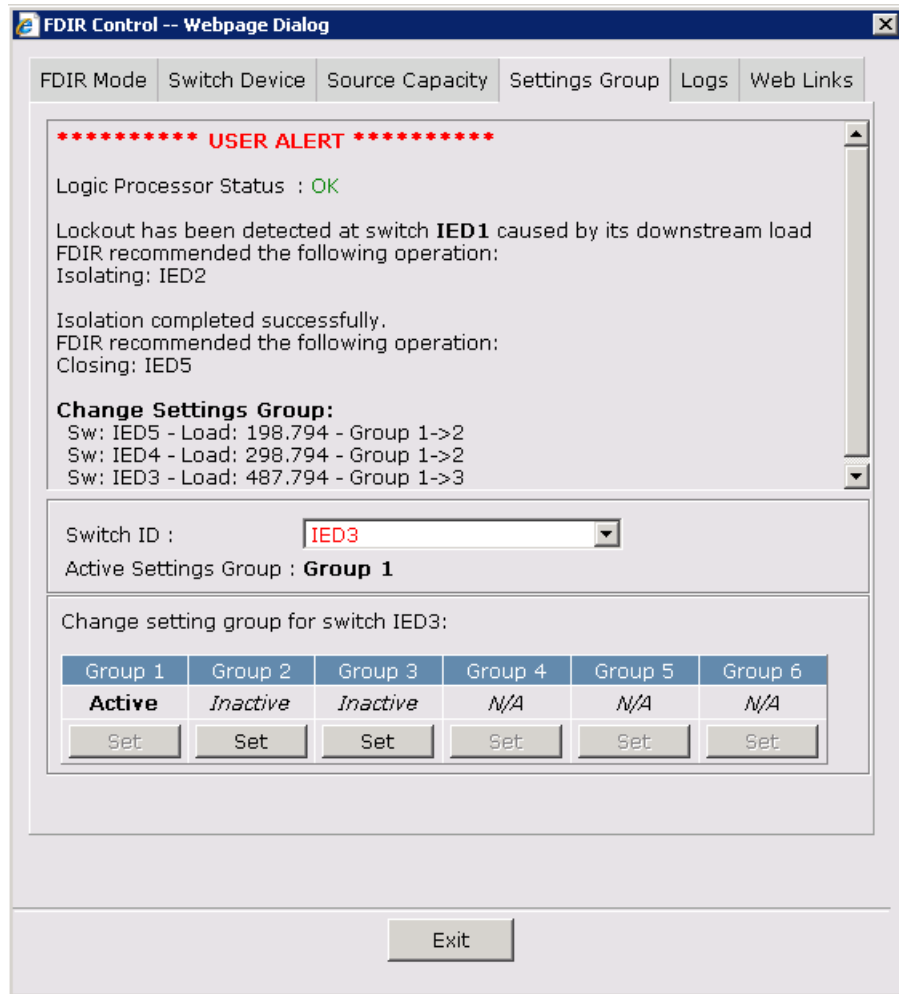 FDIR Control -- Webpage Dialog
FDIR Mode Switch Device Source Capacity Settings Group Logs Web Links
********** USER ALERT **********
Logic Processor Status : OK
Lockout has been detected at switch IED1 caused by its downstream load
FDIR recommended the following operation:
Isolating: IED2
Isolation completed successfully.
FDIR recommended the following operation:
Closing: IED5
Change Settings Group:
Sw: IED5 - Load: 198.794 - Group 1->2
Sw: IED4 - Load: 298.794 - Group 1->2
Sw: IED3 - Load: 487.794 - Group 1->3
Switch ID : IED3
Active Settings Group : Group 1
Change setting group for switch IED3:
Group 1 Group 2 Group 3 Group 4 Group 5 Group 6
Active Inactive Inactive N/A N/A N/A
Set Set Set Set Set Set
Exit